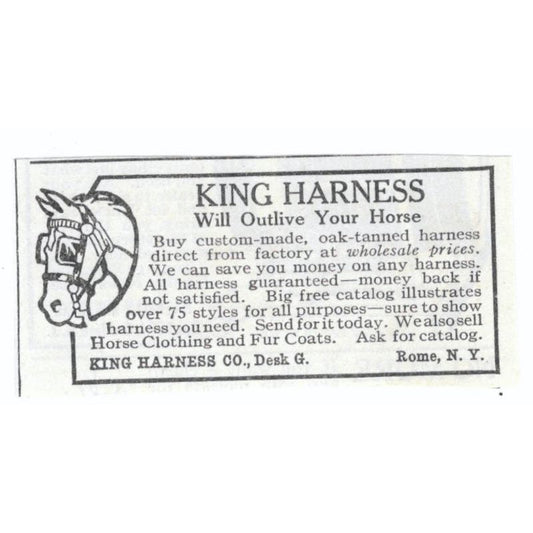 KING HARNESS
Will Outlive Your Horse
Buy custom-made, oak-tanned harness
direct from factory at wholesale prices.
We can save you money on any harness.
All harness guaranteed—money back if
not satisfied. Big free catalog illustrates
over 75 styles for all purposes—sure to show
harness you need. Send for it today. We also sell
Horse Clothing and Fur Coats. Ask for catalog.
KING HARNESS CO., Desk G. Rome, N. Y.